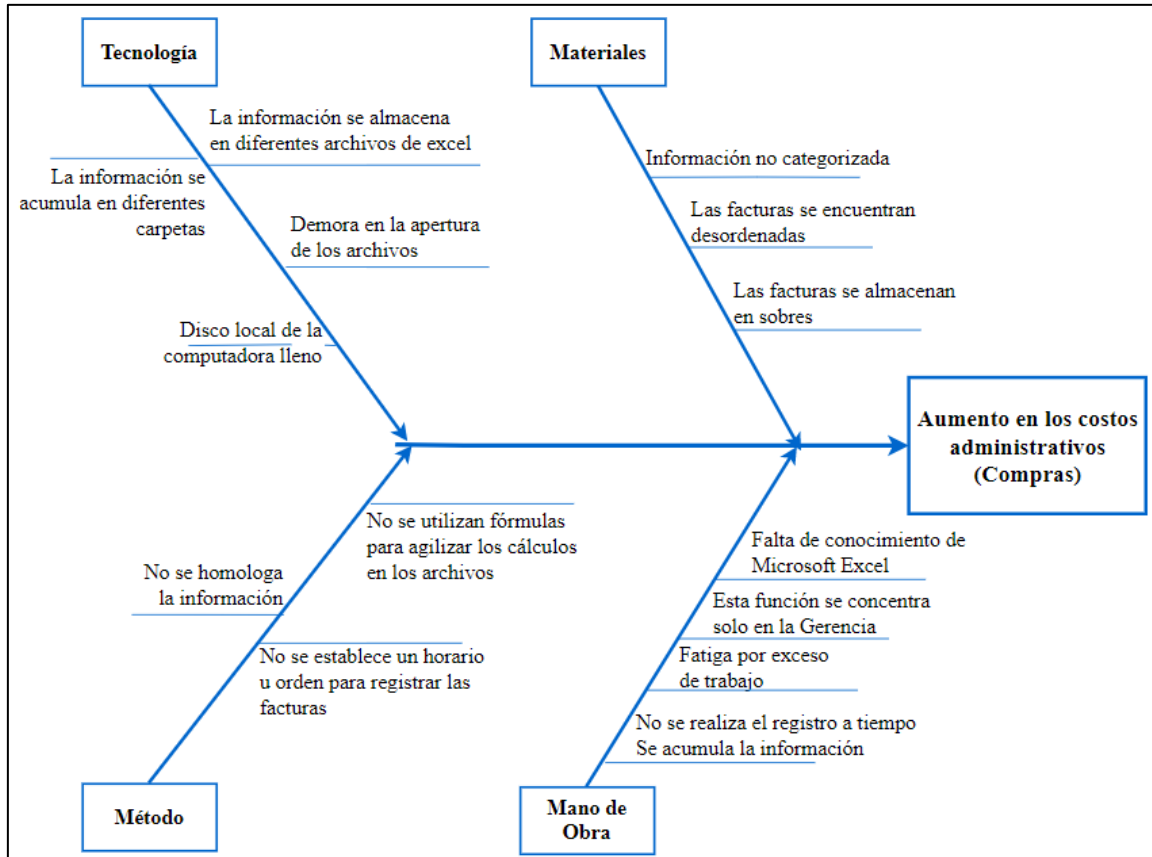 Tecnología
Materiales
La información se almacena
en diferentes archivos de excel
La información se
acumula en diferentes
carpetas
Demora en la apertura
de los archivos
Disco local de la
computadora lleno
Información no categorizada
Las facturas se encuentran
desordenadas
Las facturas se almacenan
en sobres
Aumento en los costos
administrativos
(Compras)
No se utilizan fórmulas
para agilizar los cálculos
en los archivos
No se homologa
la información
No se establece un horario
u orden para registrar las
facturas
Falta de conocimiento de
Microsoft Excel
Esta función se concentra
solo en la Gerencia
Fatiga por exceso
de trabajo
No se realiza el registro a tiempo
Se acumula la información
Método
Mano de
Obra